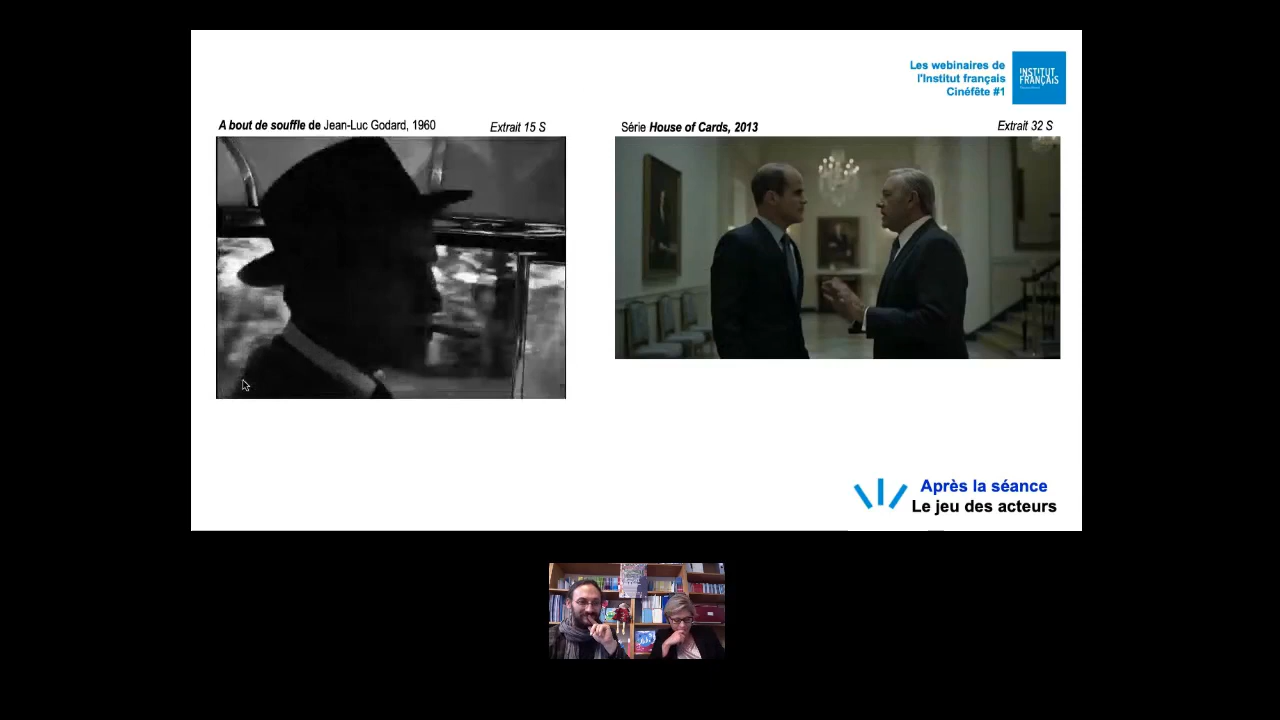 Les webinaires de
l'Institut français
Cinéfête #1
INSTITUT
FRANÇAIS
A bout de souffle de Jean-Luc Godard, 1960
Extrait 15 S
Série House of Cards, 2013
Extrait 32 S
Après la séance
Le jeu des acteurs